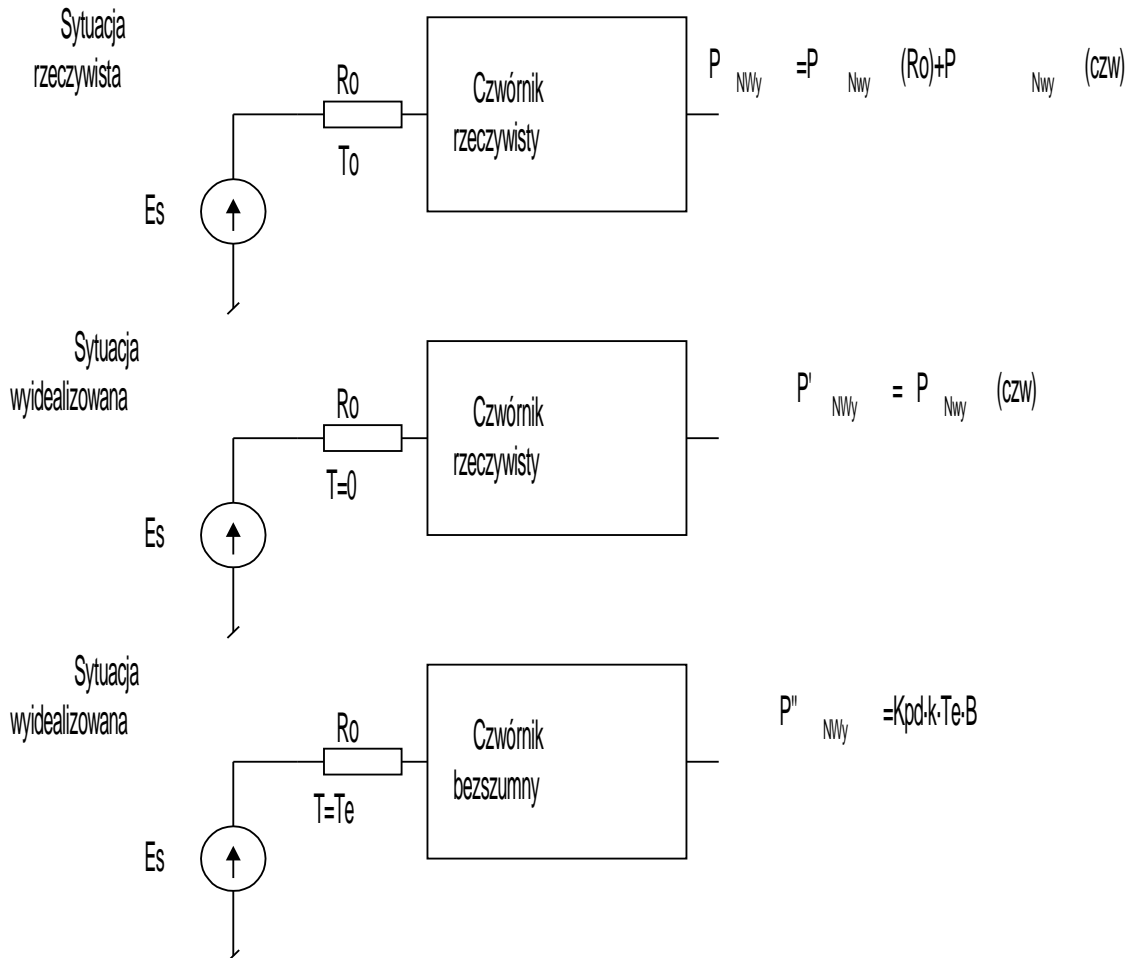 Sytuacja
rzeczywista
Ro
To
Es
Czwórnik
rzeczywisty
P NWy =P Nwy (Ro)+P Nwy (czw)
Sytuacja
wyidealizowana
Ro
T=0
Es
Czwórnik
rzeczywisty
P' NWy = P Nwy (czw)
Sytuacja
wyidealizowana
Ro
T=Te
Es
Czwórnik
bezszumny
P" NWy =Kpd·k·Te·B